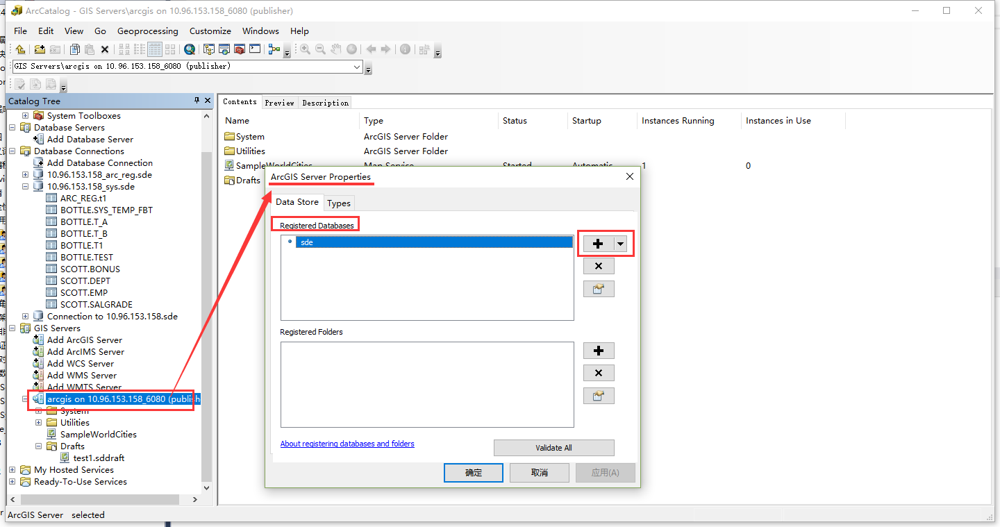 ArcCatalog - GIS Servers\arcgis on 10.96.153.158_6080 (publisher)
File Edit View Go Geoprocessing Customize Windows Help
GIS Servers\arcgis on 10.96.153.158_6080 (publisher)
Catalog Tree
System Toolboxes
Database Servers
Add Database Server
Database Connections
Add Database Connection
10.96.153.158_arc_reg.sde
10.96.153.158_sys.sde
ARC_REG.t1
BOTTLE.SYS_TEMP_FBT
BOTTLE.T_A
BOTTLE.T_B
BOTTLE.T1
BOTTLE.TEST
SCOTT.BONUS
SCOTT.DEPT
SCOTT.EMP
SCOTT.SALGRADE
Connection to 10.96.153.158.sde
GIS Servers
Add ArcGIS Server
Add ArcIMS Server
Add WCS Server
Add WMS Server
Add WMTS Server
arcgis on 10.96.153.158_6080 (publish
System
Utilities
SampleWorldCities
Drafts
test1.sddraft
My Hosted Services
Ready-To-Use Services
Contents Preview Description
Name Type Status Startup Instances Running Instances in Use
System ArcGIS Server Folder
Utilities ArcGIS Server Folder
SampleWorldCities Map Service Started Automatic 1 0
Drafts
ArcGIS Server Properties
Data Store Types
Registered Databases
sde
Registered Folders
About registering databases and folders
Validate All
确定 取消 应用(A)
ArcGIS Server selected